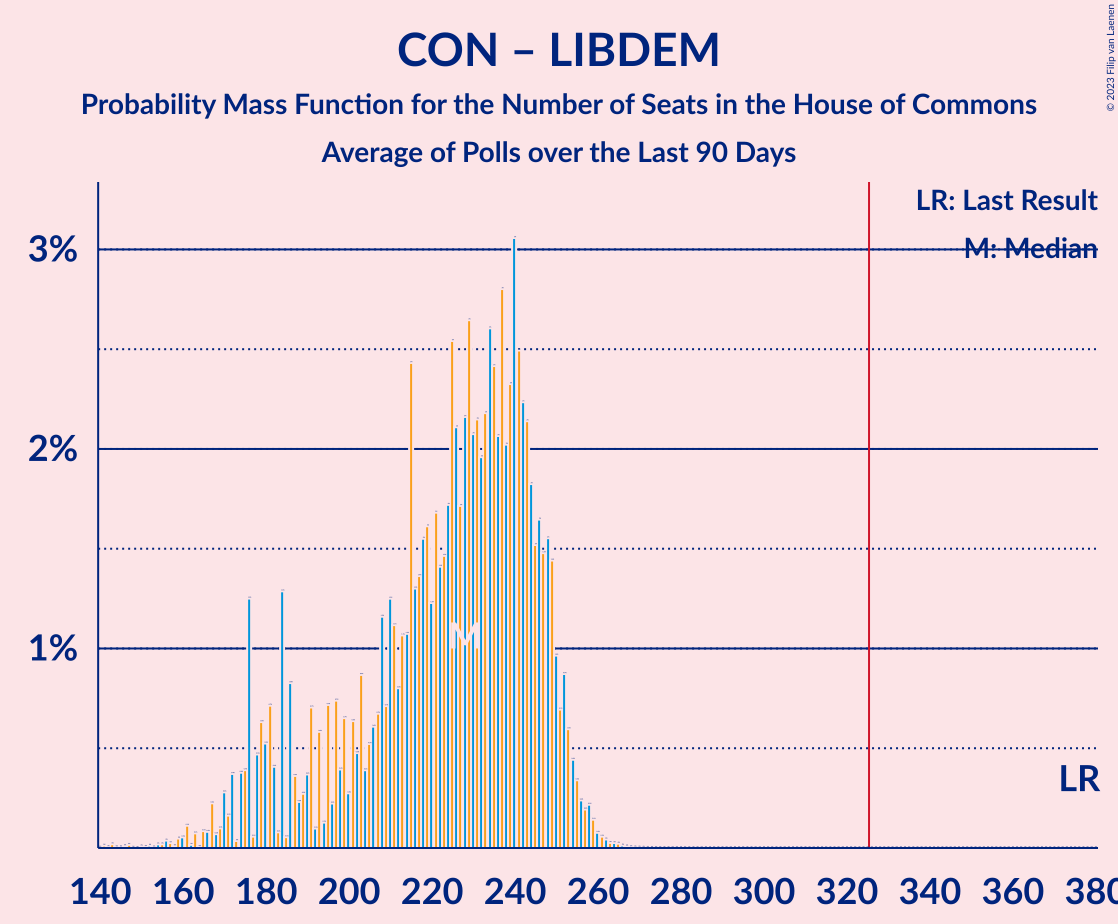 CON – LIBDEM
Probability Mass Function for the Number of Seats in the House of Commons
Average of Polls over the Last 90 Days
© 2023 Filip van Laenen
LR: Last Result
M: Median
3%
2%
1%
M
LR
140 160 180 200 220 240 260 280 300 320 340 360 380